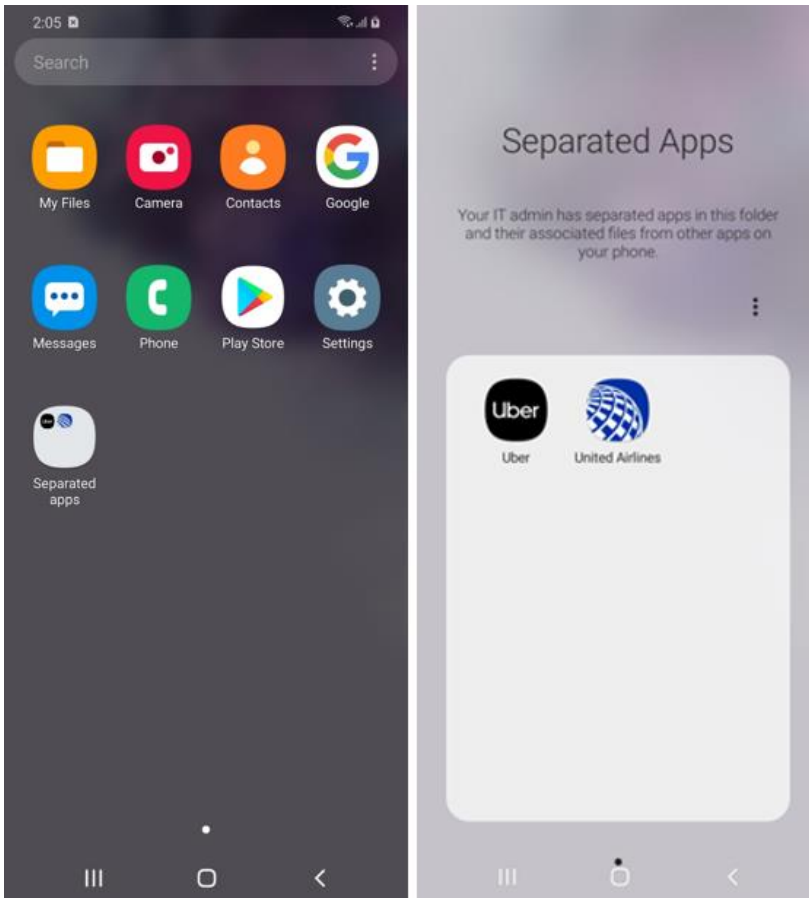 2:05
Search
My Files
Camera
Contacts
Google
Messages
Phone
Play Store
Settings
Separated
apps
Separated Apps
Your IT admin has separated apps in this folder
and their associated files from other apps on
your phone.
Uber
Uber
United Airlines